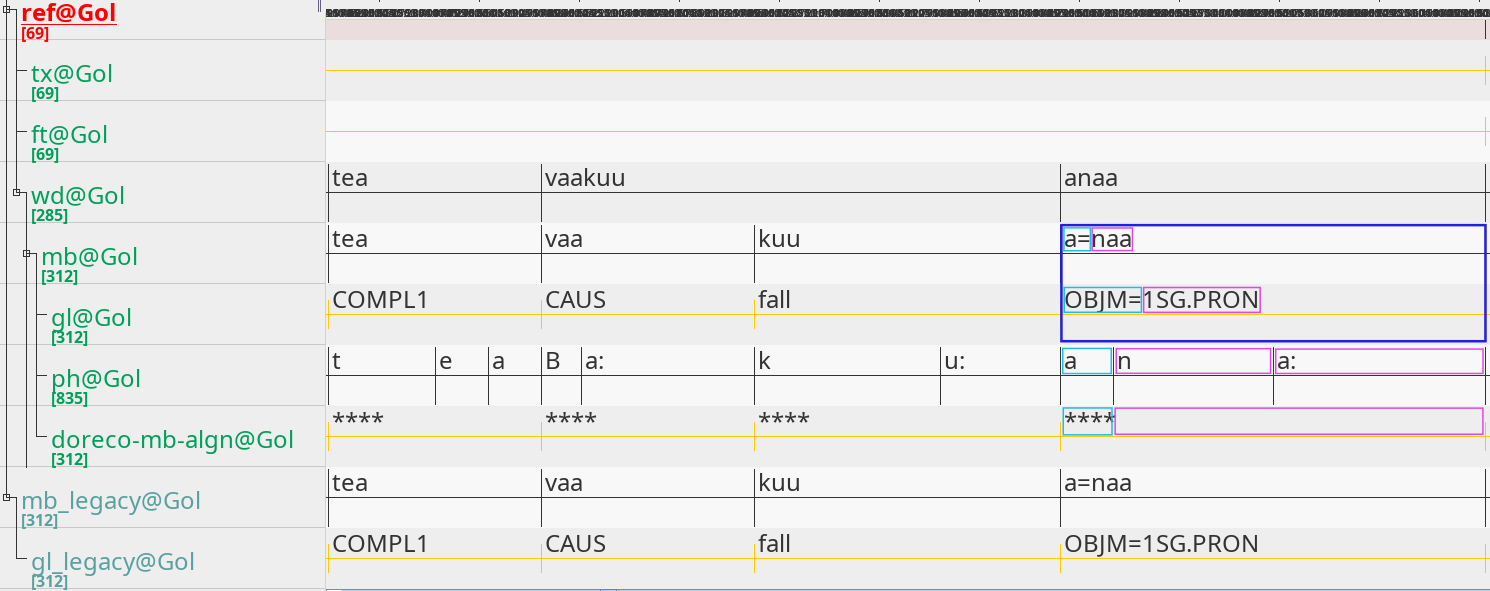 ref@Gol
[69]
tx@Gol
[69]
ft@Gol
[69]
wd@Gol tea vaakuu anaa
[285]
mb@Gol tea vaa kuu a=naa
[312]
gl@Gol COMPL1 CAUS fall OBJM=1SG.PRON
[312]
ph@Gol t e a B a: k u: a n a:
[835]
doreco-mb-algn@Gol **** **** **** ****
[312]
mb_legacy@Gol tea vaa kuu a=naa
[312]
gl_legacy@Gol COMPL1 CAUS fall OBJM=1SG.PRON
[312]